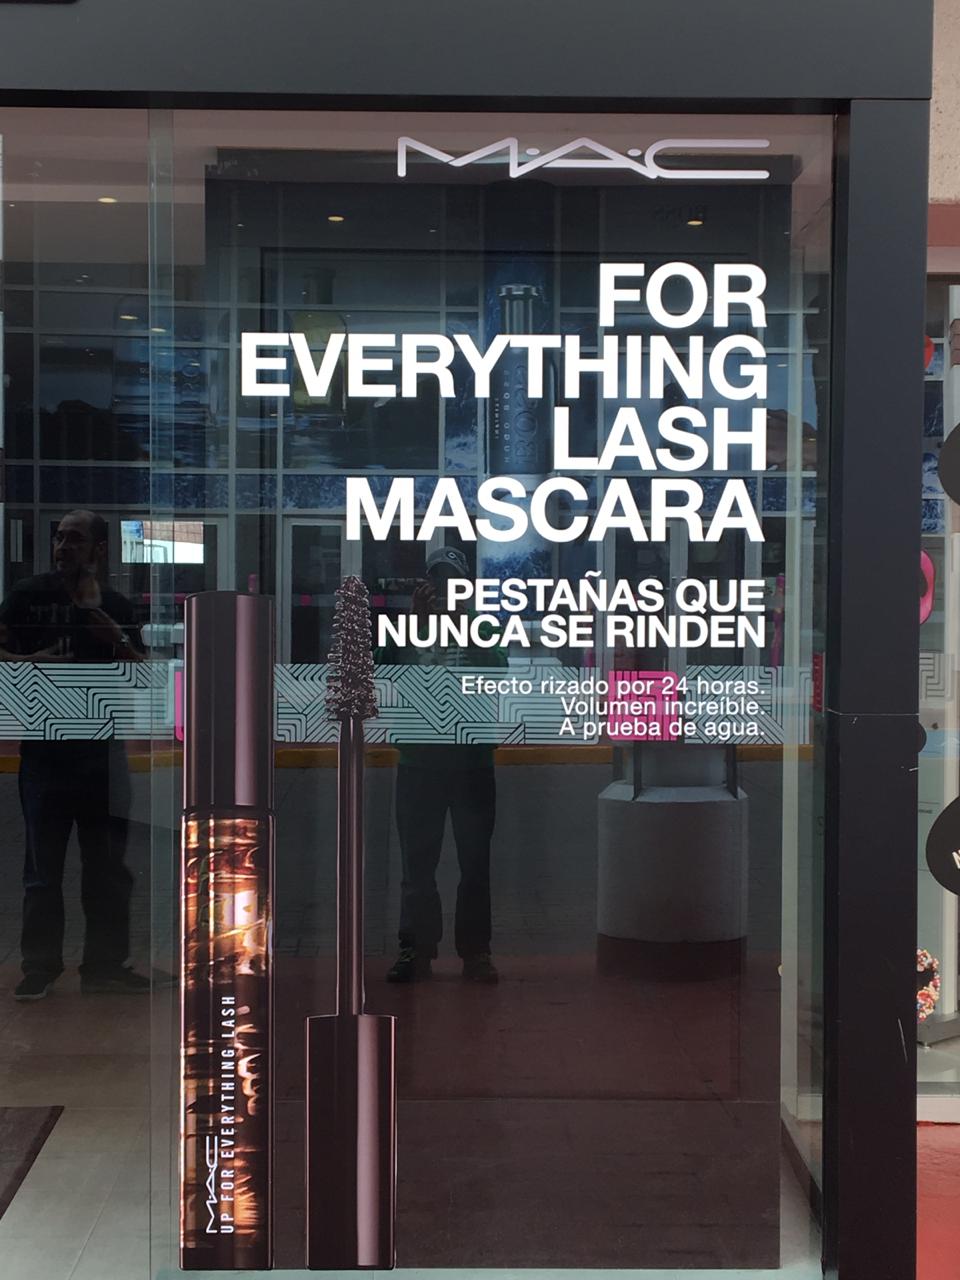 M·A·C
FOR
EVERYTHING
LASH
MASCARA
PESTAÑAS QUE
NUNCA SE RINDEN
Efecto rizado por 24 horas.
Volumen increíble.
A prueba de agua.
M·A·C
UP FOR EVERYTHING LASH